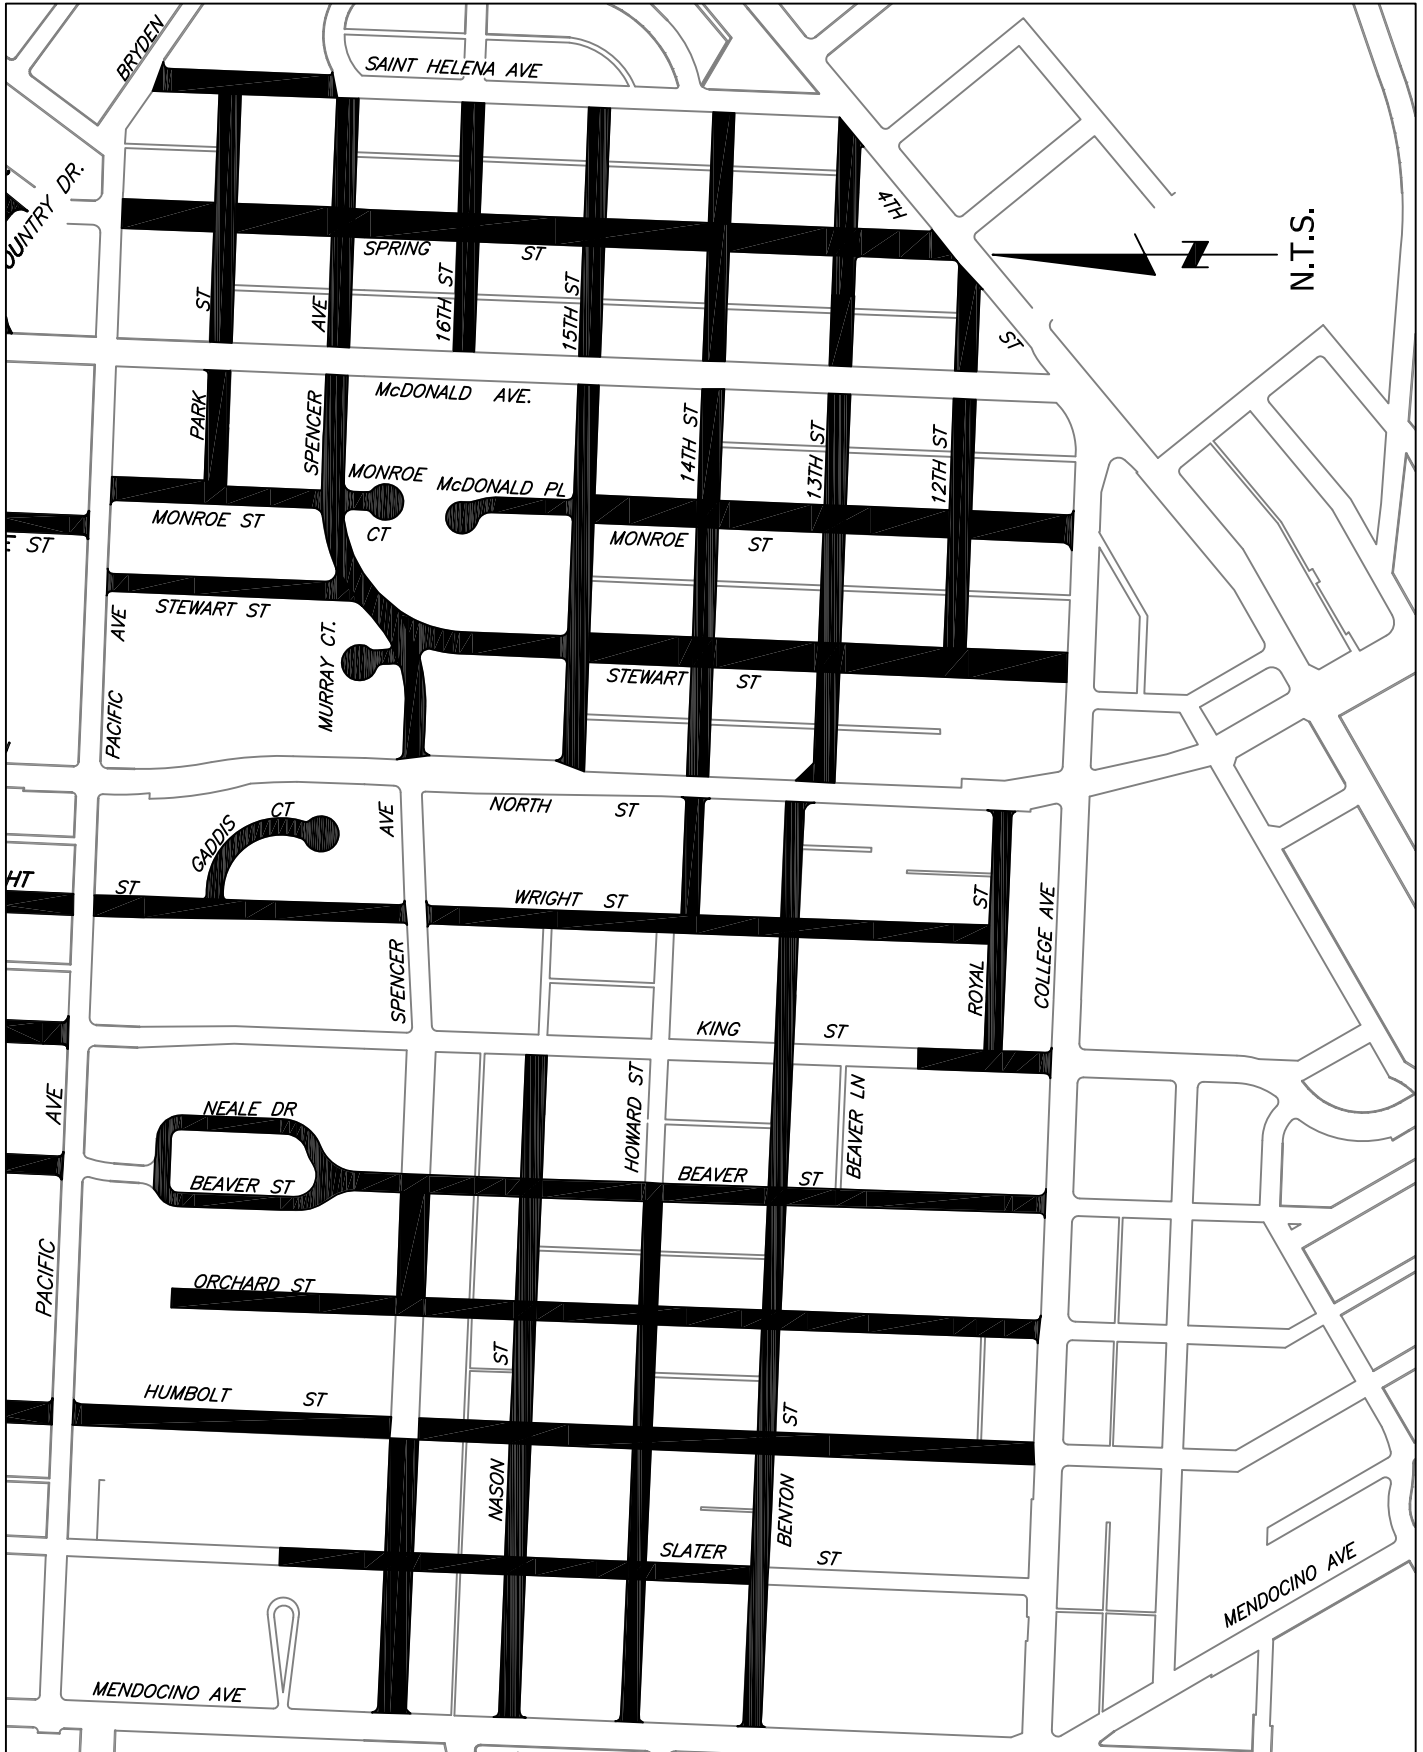 BRYDEN
SAINT HELENA AVE
OUNTRY DR.
4TH
ST
SPRING ST
N.T.S.
ST
AVE
16TH ST
15TH ST
McDONALD AVE.
PARK
SPENCER
14TH ST
13TH ST
12TH ST
MONROE
CT
McDONALD PL
MONROE ST
MONROE ST
E ST
STEWART ST
AVE
PACIFIC
MURRAY CT.
STEWART ST
GADDIS CT
AVE
NORTH ST
HT
ST
WRIGHT ST
ST
COLLEGE AVE
SPENCER
ROYAL
KING ST
AVE
NEALE DR
HOWARD ST
BEAVER LN
BEAVER ST
BEAVER ST
PACIFIC
ORCHARD ST
ST
HUMBOLT ST
ST
NASON
BENTON
SLATER ST
MENDOCINO AVE
MENDOCINO AVE